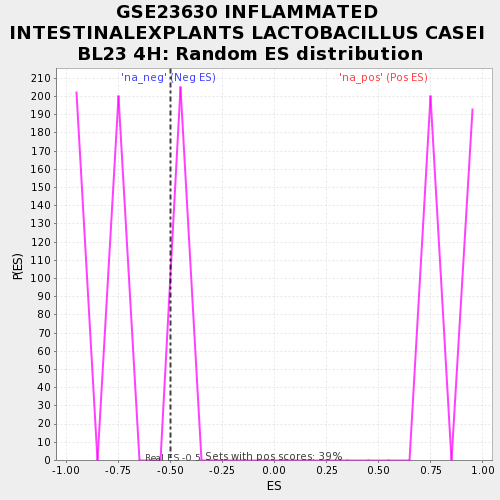 GSE23630 INFLAMMATED
INTESTINALEXPLANTS LACTOBACILLUS CASEI
BL23 4H: Random ES distribution
'na_neg' (Neg ES)
'na_pos' (Pos ES)
P(ES)
210
200
190
180
170
160
150
140
130
120
110
100
90
80
70
60
50
40
30
20
10
0
Real ES -0.5
Sets with pos scores: 39%
-1.00 -0.75 -0.50 -0.25 0.00 0.25 0.50 0.75 1.00
ES